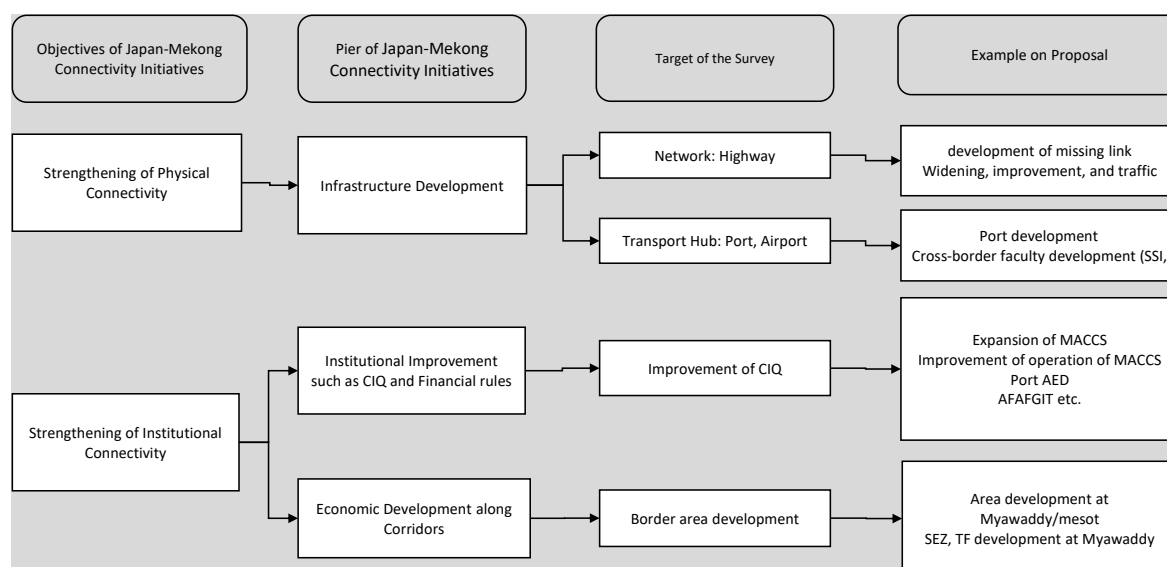 Objectives of Japan-Mekong
Connectivity Initiatives
Pier of Japan-Mekong
Connectivity Initiatives
Target of the Survey
Example on Proposal
Strengthening of Physical
Connectivity
Infrastructure Development
Network: Highway
development of missing link
Widening, improvement, and traffic
Transport Hub: Port, Airport
Port development
Cross-border faculty development (SSI,
Strengthening of Institutional
Connectivity
Institutional Improvement
such as CIQ and Financial rules
Improvement of CIQ
Expansion of MACCS
Improvement of operation of MACCS
Port AED
AFAFGIT etc.
Economic Development along
Corridors
Border area development
Area development at
Myawaddy/mesot
SEZ, TF development at Myawaddy